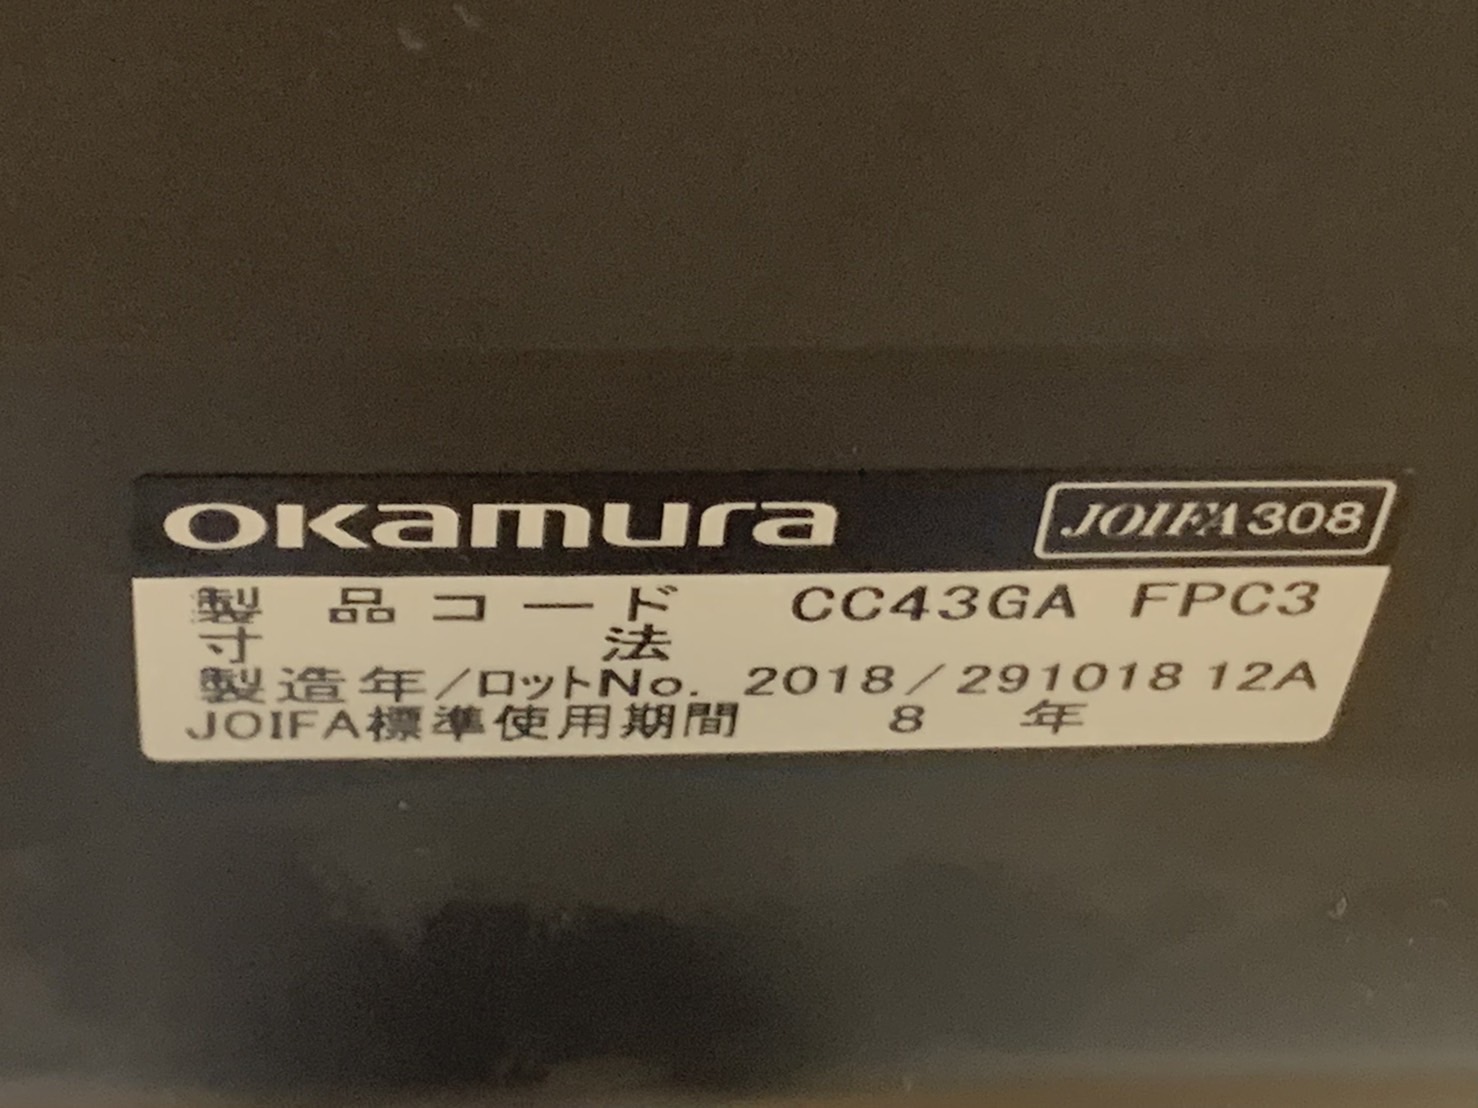 okamura JOIFA308
製品コード CC43GA FPC3
寸法
製造年/ロットNo. 2018/291018 12A
JOIFA標準使用期間 8 年